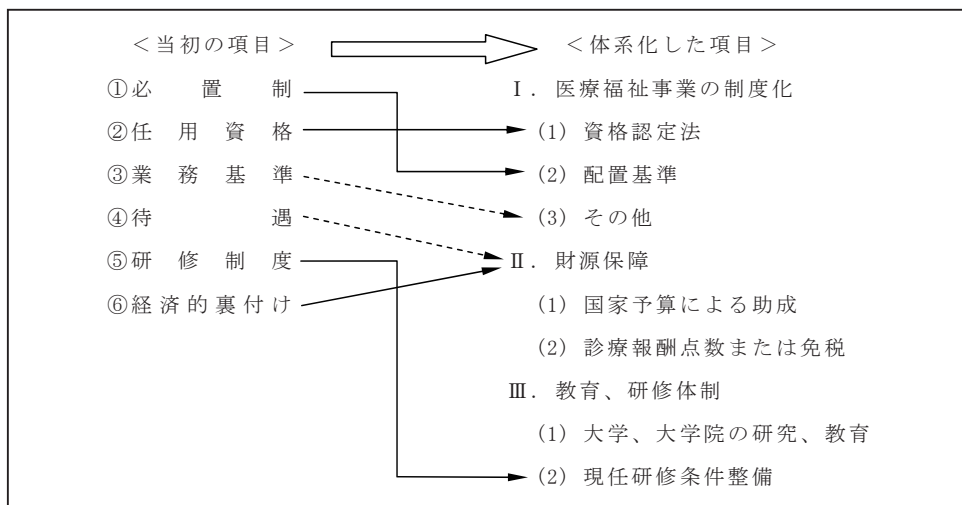 ＜当初の項目＞
①必置制
②任用資格
③業務基準
④待遇
⑤研修制度
⑥経済的裏付け
＜体系化した項目＞
Ⅰ．医療福祉事業の制度化
(1) 資格認定法
(2) 配置基準
(3) その他
Ⅱ．財源保障
(1) 国家予算による助成
(2) 診療報酬点数または免税
Ⅲ．教育、研修体制
(1) 大学、大学院の研究、教育
(2) 現任研修条件整備